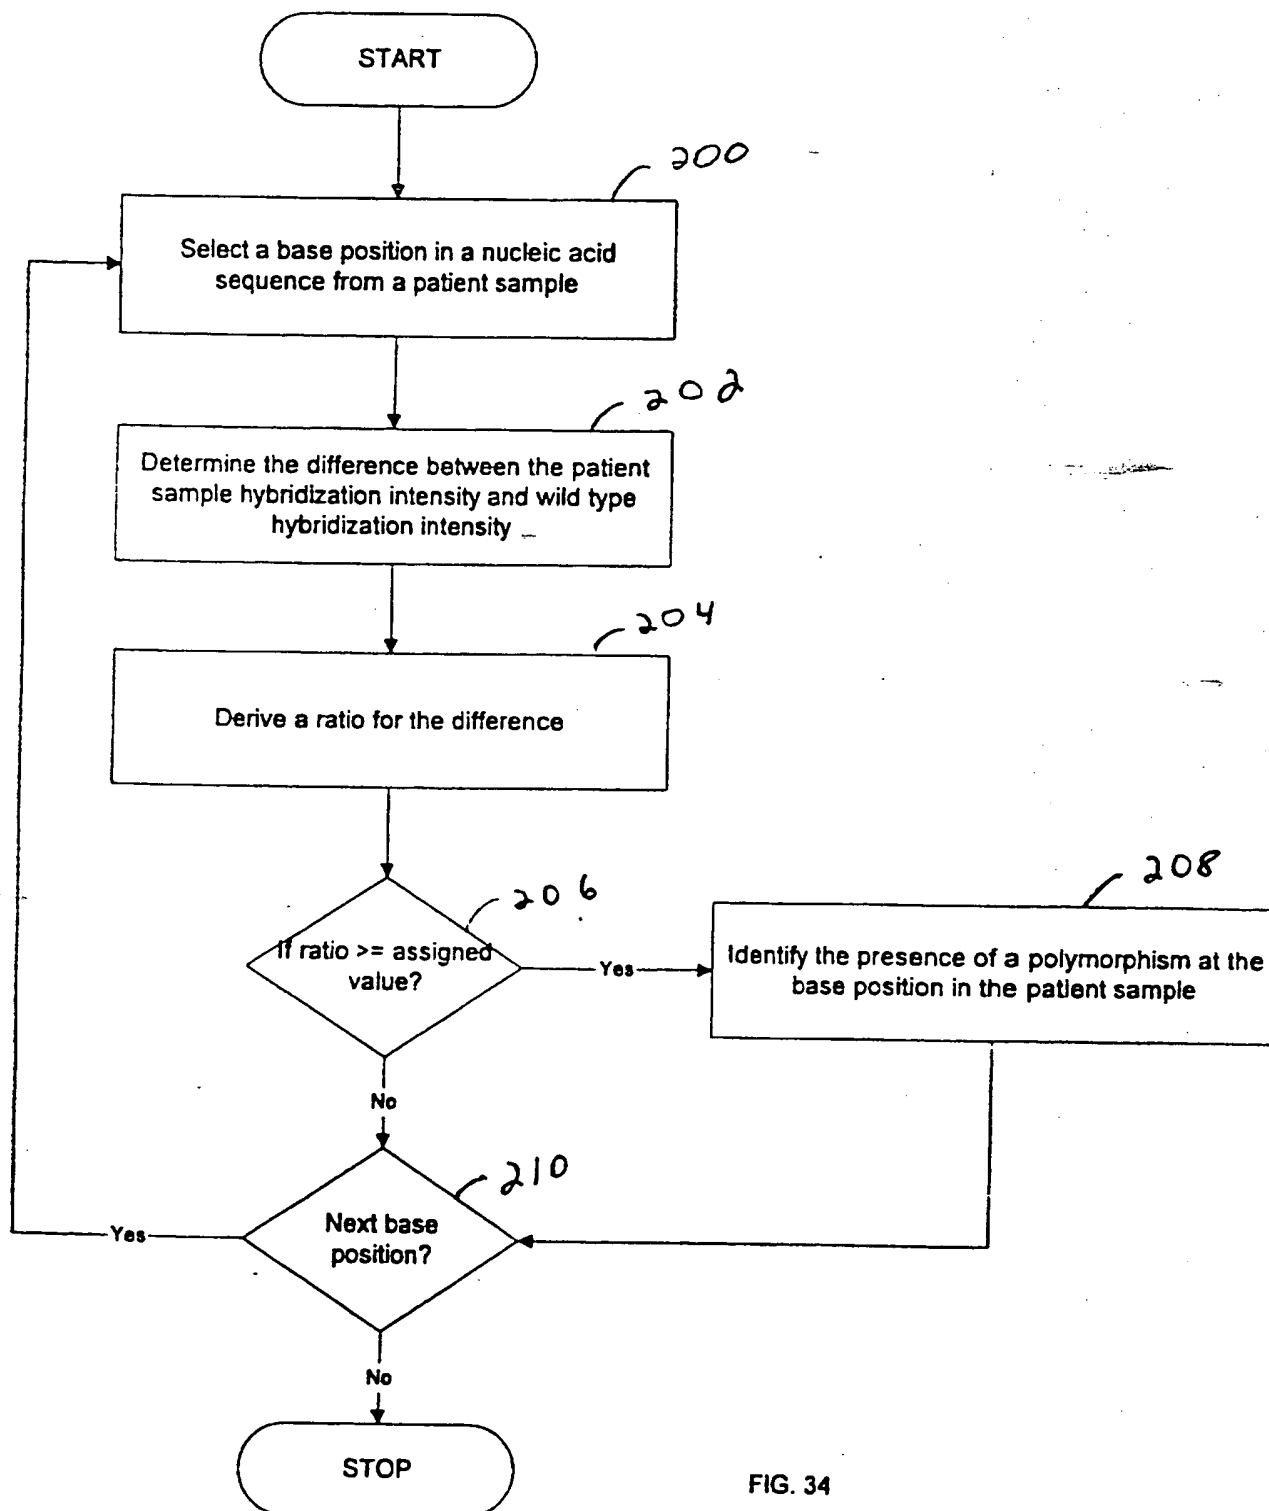 START
200
Select a base position in a nucleic acid
sequence from a patient sample
202
Determine the difference between the patient
sample hybridization intensity and wild type
hybridization intensity
204
Derive a ratio for the difference
206
If ratio >= assigned
value?
Yes
208
Identify the presence of a polymorphism at the
base position in the patient sample
No
210
Next base
position?
Yes
No
STOP
FIG. 34